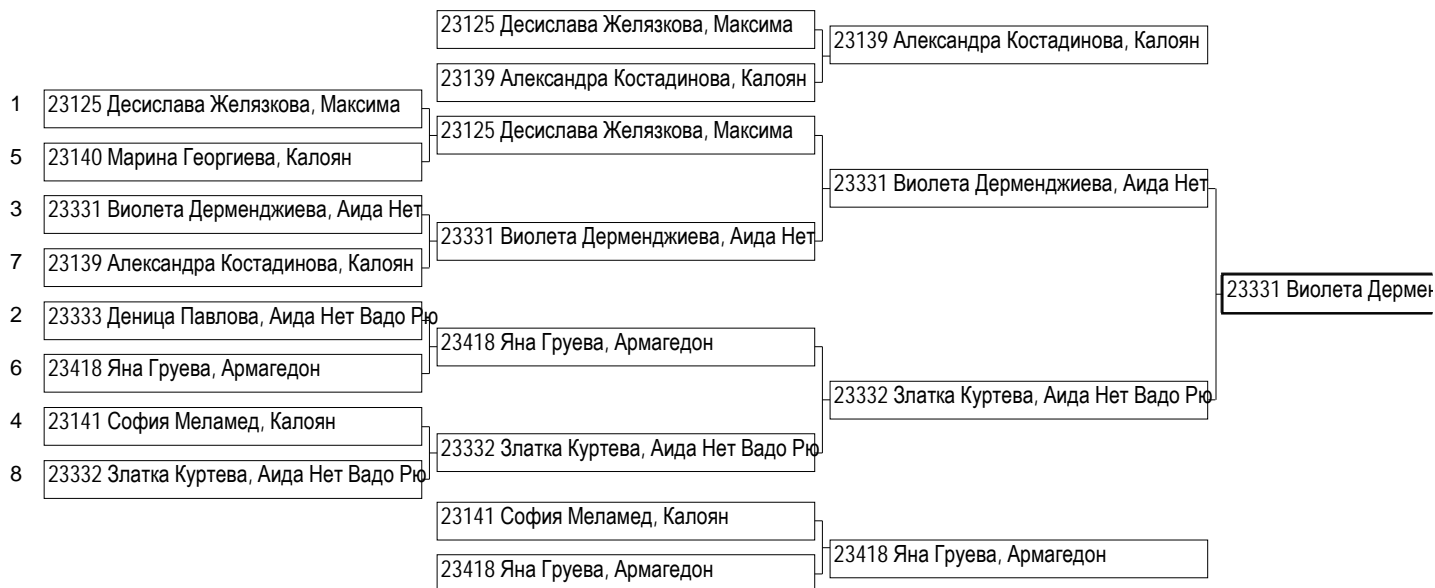 23125 Десислава Желязкова, Максима
23139 Александра Костадинова, Калоян
23139 Александра Костадинова, Калоян
1 23125 Десислава Желязкова, Максима
5 23140 Марина Георгиева, Калоян
3 23331 Виолета Дерменджиева, Аида Нет
7 23139 Александра Костадинова, Калоян
2 23333 Деница Павлова, Аида Нет Вадо Рю
6 23418 Яна Груева, Армагедон
4 23141 София Меламед, Калоян
8 23332 Златка Куртева, Аида Нет Вадо Рю
23125 Десислава Желязкова, Максима
23331 Виолета Дерменджиева, Аида Нет
23418 Яна Груева, Армагедон
23332 Златка Куртева, Аида Нет Вадо Рю
23331 Виолета Дерменджиева, Аида Нет
23332 Златка Куртева, Аида Нет Вадо Рю
23331 Виолета
23141 София Меламед, Калоян
23418 Яна Груева, Армагедон
23418 Яна Груева, Армагедон